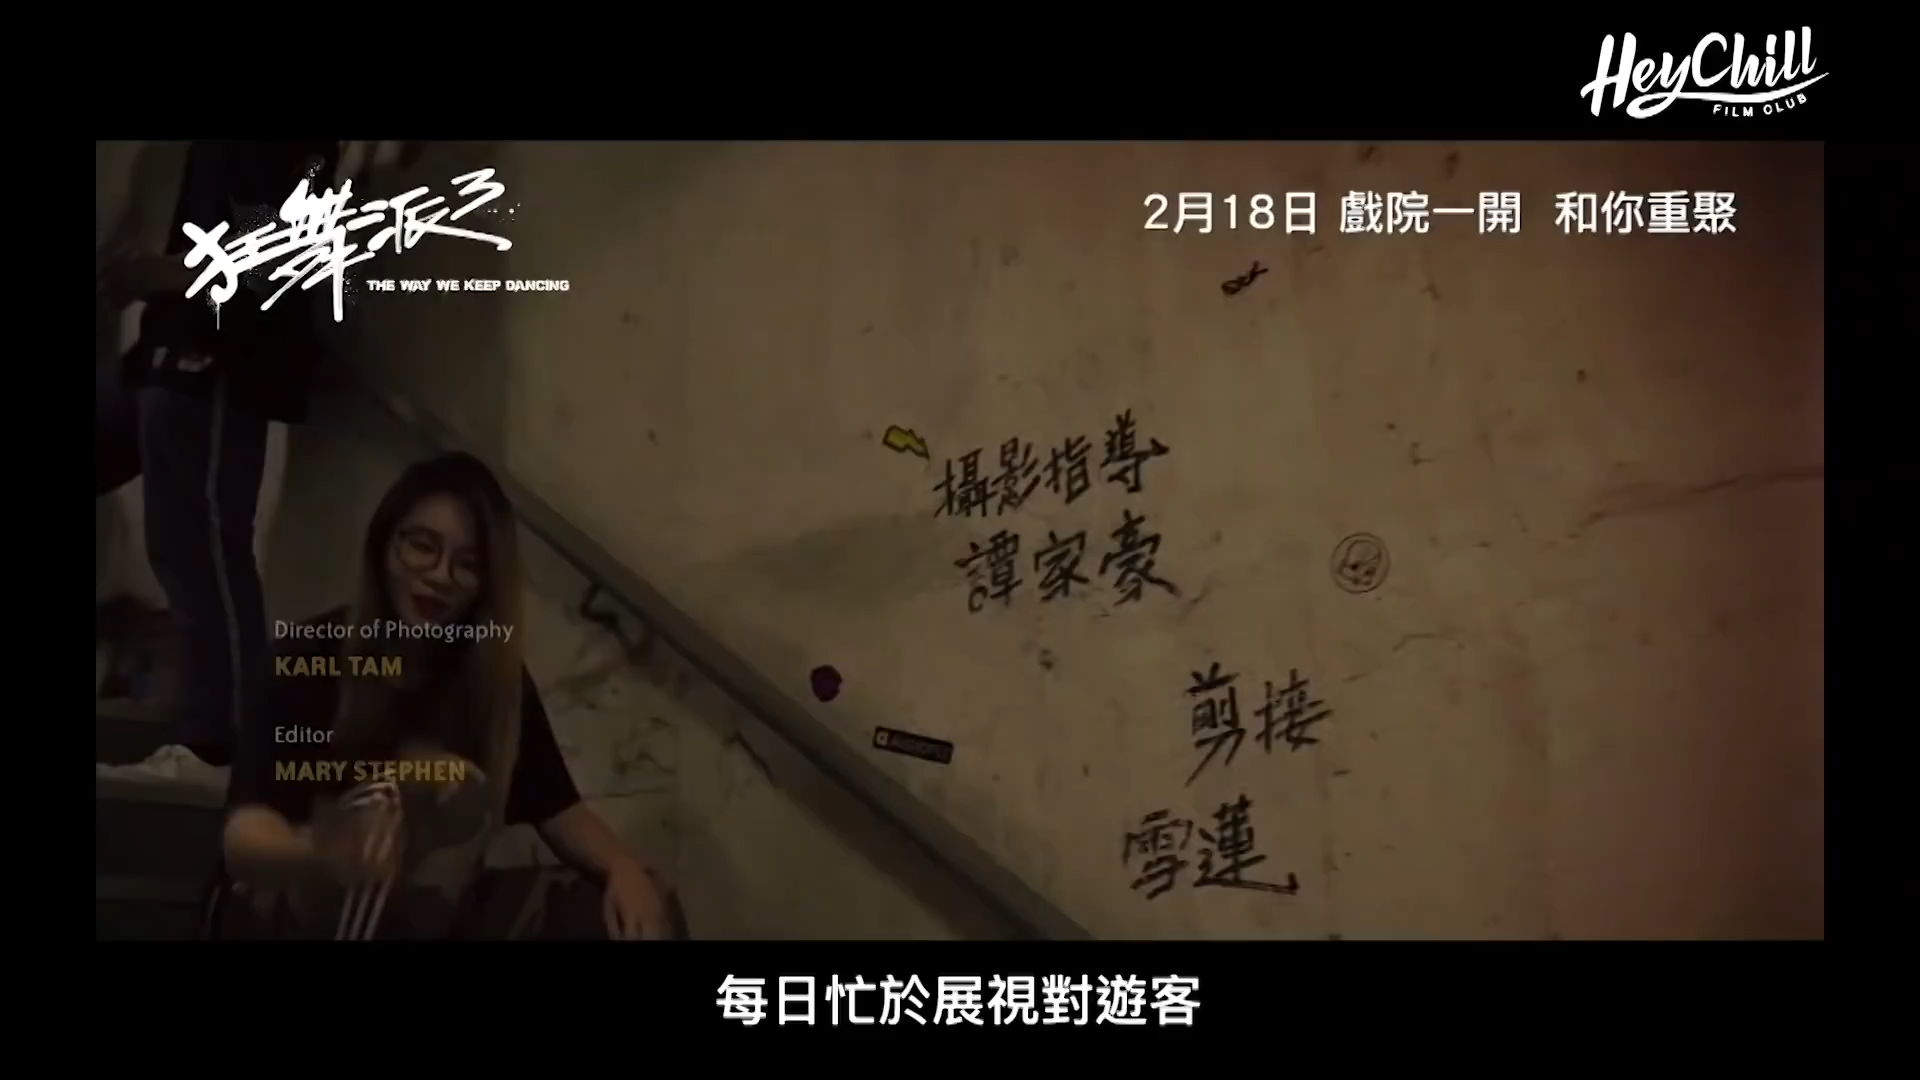 HeyChill
FILM CLUB
狂舞派3
THE WAY WE KEEP DANCING
2月18日 戲院一開 和你重聚
攝影指導
譚家豪
Director of Photography
KARL TAM
剪接
Editor
MARY STEPHEN
雪蓮
每日忙於展視對遊客